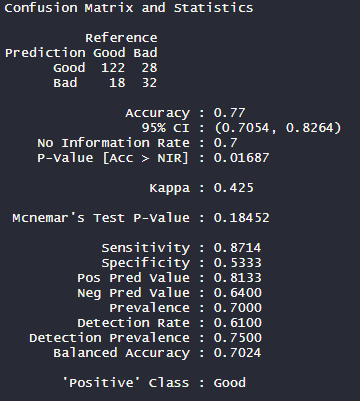 Confusion Matrix and Statistics
Reference
Prediction Good Bad
Good 122 28
Bad 18 32
Accuracy : 0.77
95% CI : (0.7054, 0.8264)
No Information Rate : 0.7
P-Value [Acc > NIR] : 0.01687
Kappa : 0.425
Mcnemar's Test P-Value : 0.18452
Sensitivity : 0.8714
Specificity : 0.5333
Pos Pred Value : 0.8133
Neg Pred Value : 0.6400
Prevalence : 0.7000
Detection Rate : 0.6100
Detection Prevalence : 0.7500
Balanced Accuracy : 0.7024
'Positive' Class : Good